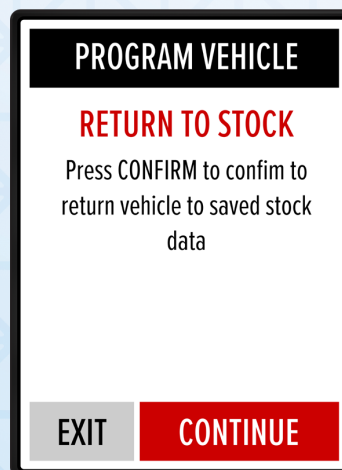 PROGRAM VEHICLE
RETURN TO STOCK
Press CONFIRM to confim to
return vehicle to saved stock
data
EXIT
CONTINUE